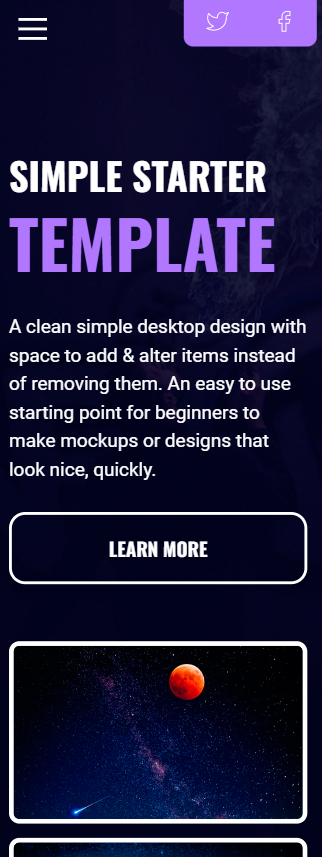 SIMPLE STARTER
TEMPLATE
A clean simple desktop design with
space to add & alter items instead
of removing them. An easy to use
starting point for beginners to
make mockups or designs that
look nice, quickly.
LEARN MORE